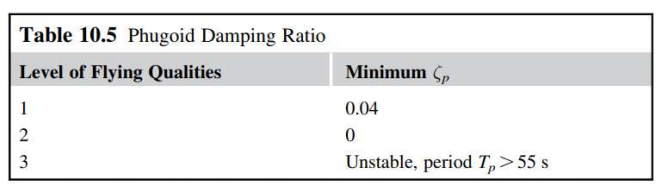 Table 10.5 Phugoid Damping Ratio
Level of Flying Qualities Minimum ζp
1 0.04
2 0
3 Unstable, period Tp > 55 s